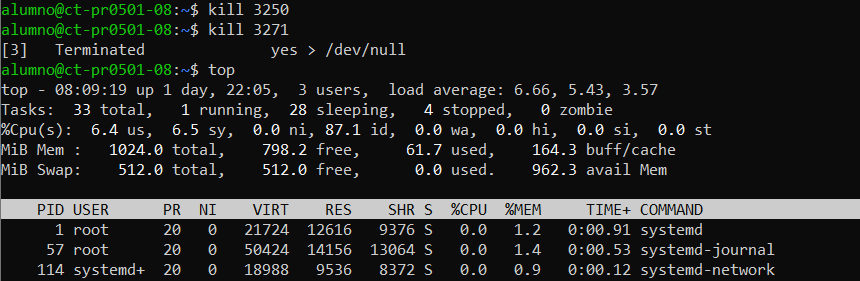 alumno@ct-pr0501-08:~$ kill 3250
alumno@ct-pr0501-08:~$ kill 3271
[3]   Terminated              yes > /dev/null
alumno@ct-pr0501-08:~$ top
top - 08:09:19 up 1 day, 22:05,  3 users,  load average: 6.66, 5.43, 3.57
Tasks:  33 total,   1 running,  28 sleeping,   4 stopped,   0 zombie
%Cpu(s):  6.4 us,  6.5 sy,  0.0 ni, 87.1 id,  0.0 wa,  0.0 hi,  0.0 si,  0.0 st
MiB Mem :   1024.0 total,    798.2 free,     61.7 used,    164.3 buff/cache
MiB Swap:    512.0 total,    512.0 free,      0.0 used.    962.3 avail Mem
PID USER      PR  NI    VIRT    RES    SHR S  %CPU  %MEM     TIME+ COMMAND
1 root      20   0   21724  12616   9376 S   0.0   1.2   0:00.91 systemd
57 root      20   0   50424  14156  13064 S   0.0   1.4   0:00.53 systemd-journal
114 systemd+  20   0   18988   9536   8372 S   0.0   0.9   0:00.12 systemd-network